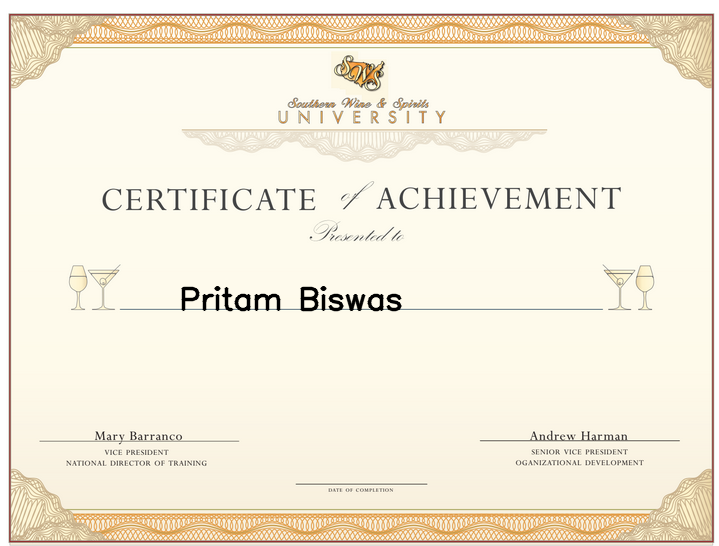 SWS
Southern Wine & Spirits
UNIVERSITY
CERTIFICATE of ACHIEVEMENT
Presented to
Pritam Biswas
Mary Barranco
VICE PRESIDENT
NATIONAL DIRECTOR OF TRAINING
Andrew Harman
SENIOR VICE PRESIDENT
OGANIZATIONAL DEVELOPMENT
DATE OF COMPLETION